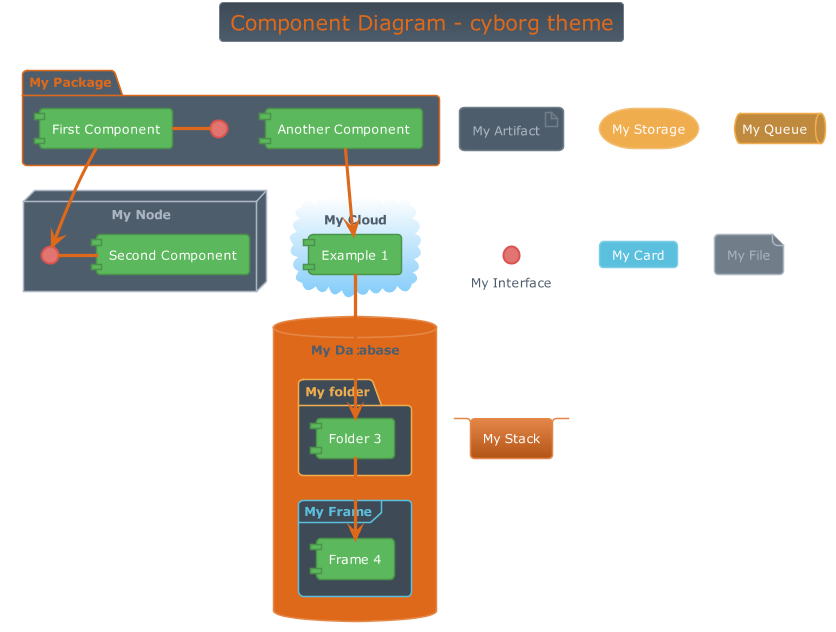 Component Diagram - cyborg theme
My Package
First Component
Another Component
My Artifact
My Storage
My Queue
My Node
Second Component
My Cloud
Example 1
My Interface
My Card
My File
My Database
My folder
Folder 3
My Stack
My Frame
Frame 4